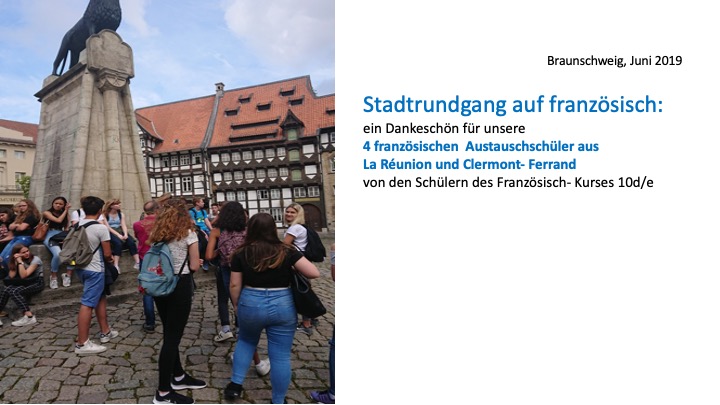 Braunschweig, Juni 2019
Stadtrundgang auf französisch:
ein Dankeschön für unsere
4 französischen Austauschschüler aus
La Réunion und Clermont- Ferrand
von den Schülern des Französisch- Kurses 10d/e